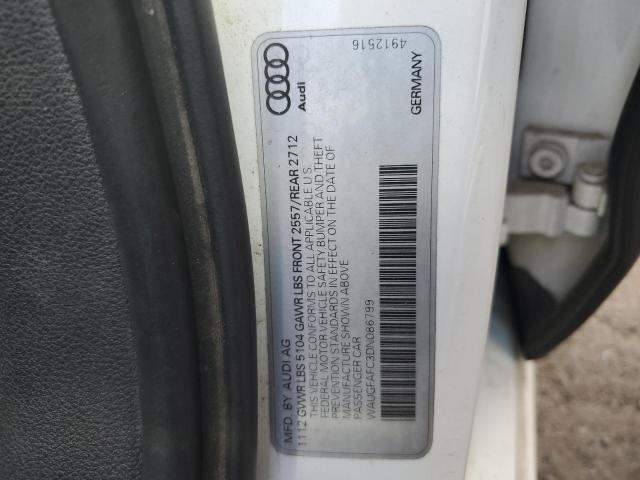 Audi
4912516
GERMANY
MFD. BY AUDI AG
11 12 GVWR LBS 5104 GAWR LBS FRONT 2557/REAR 2712
THIS VEHICLE CONFORMS TO ALL APPLICABLE U.S.
FEDERAL MOTOR VEHICLE SAFETY BUMPER AND THEFT
PREVENTION STANDARDS IN EFFECT ON THE DATE OF
MANUFACTURE SHOWN ABOVE
PASSENGER CAR
WAUGFAFC3DN086799